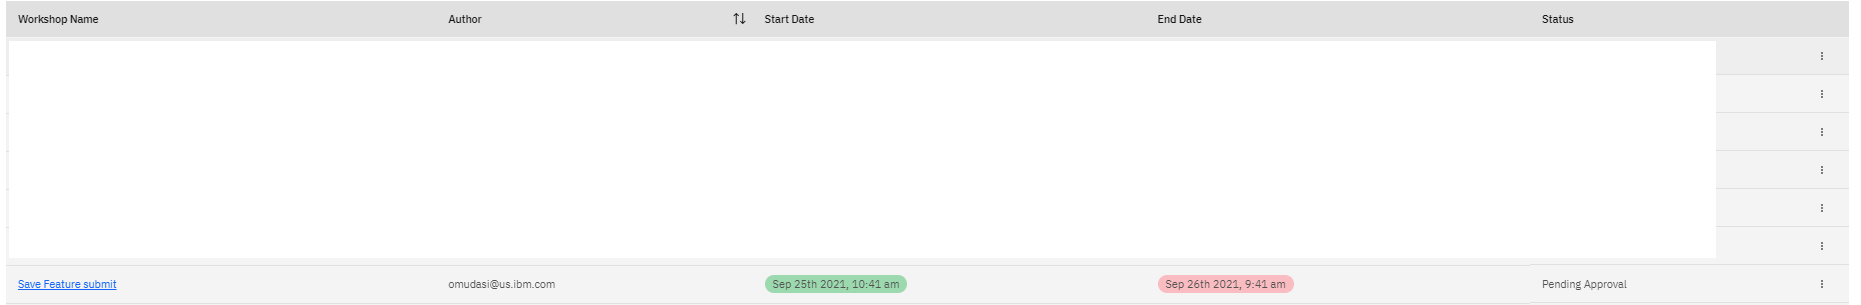 Workshop Name Author Start Date End Date Status
Save Feature submit omudasi@us.ibm.com Sep 25th 2021, 10:41 am Sep 26th 2021, 9:41 am Pending Approval